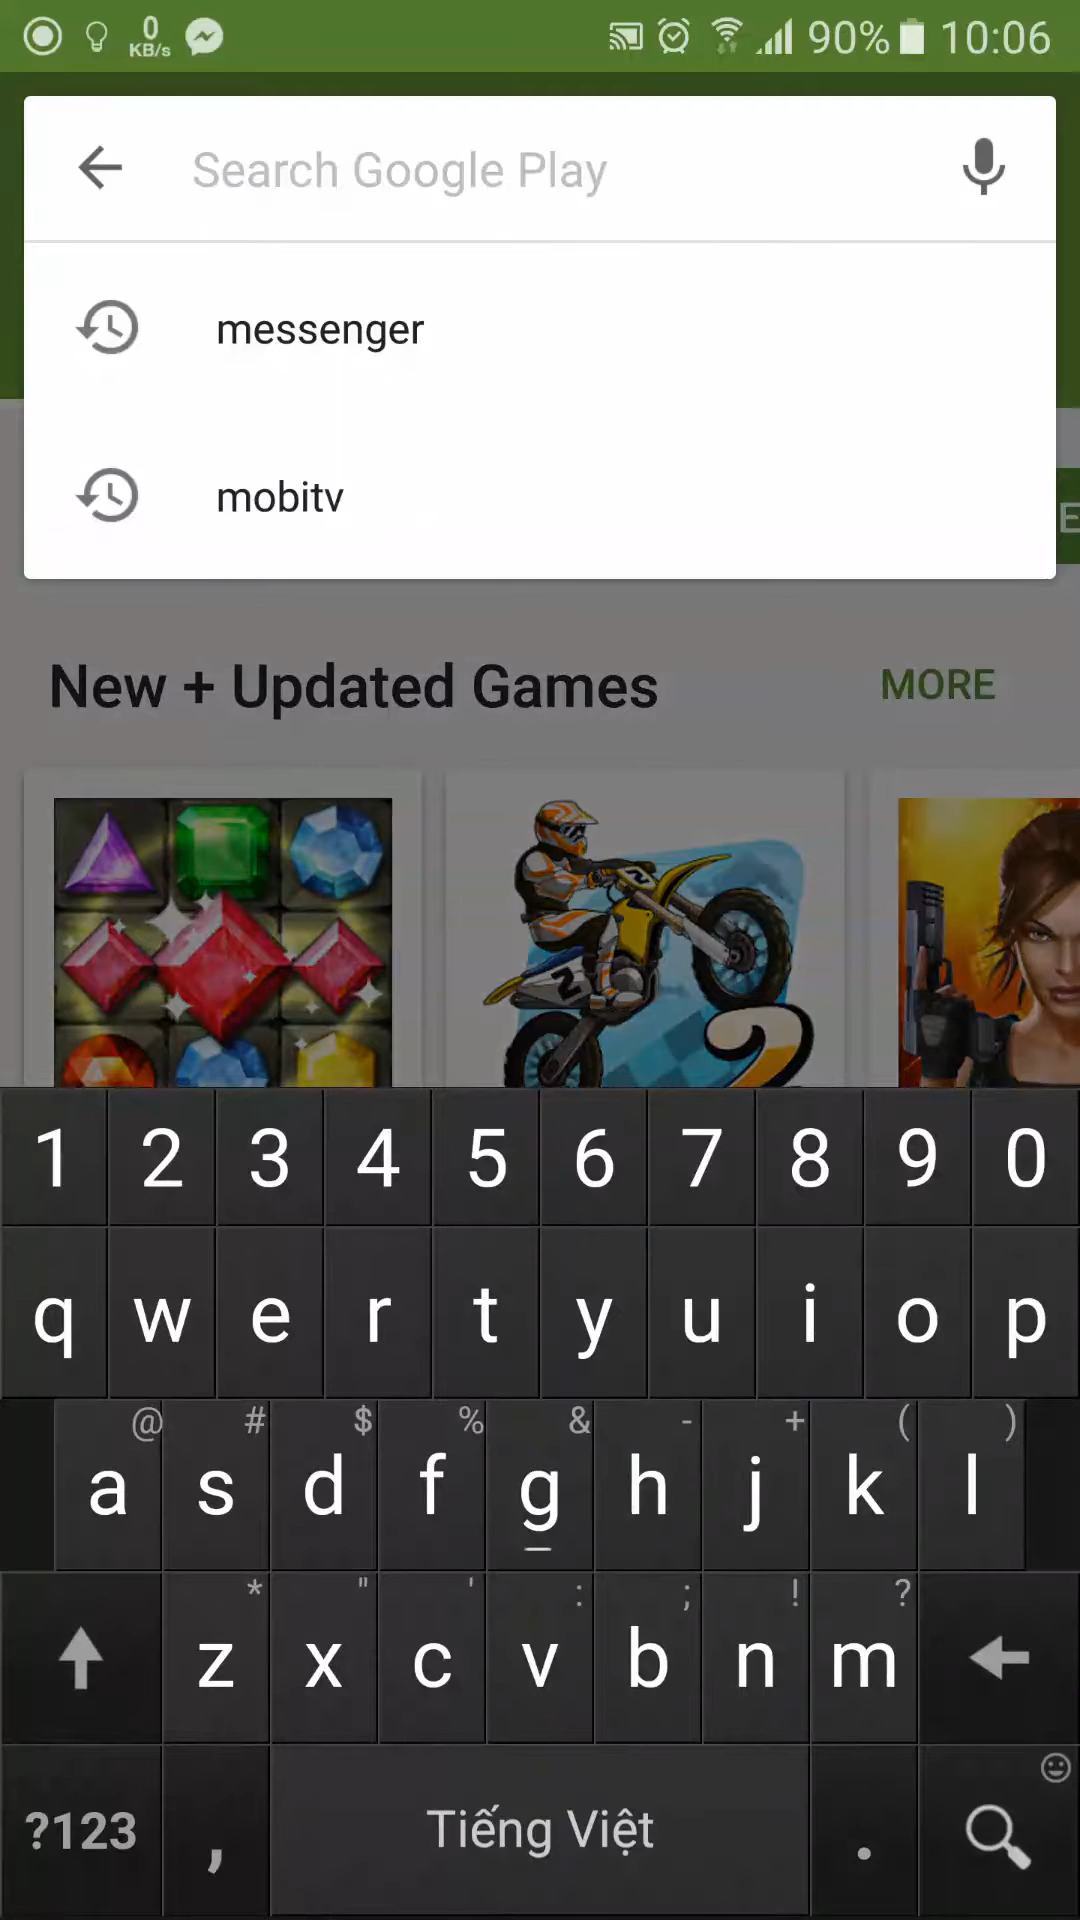 0 KB/s 90% 10:06
Search Google Play
messenger
mobitv
E
New + Updated Games MORE
2
1 2 3 4 5 6 7 8 9 0
q w e r t y u i o p
@ # $ % & - + ( )
a s d f g h j k l
* " ' : ; ! ?
z x c v b n m
?123 , Tiếng Việt .